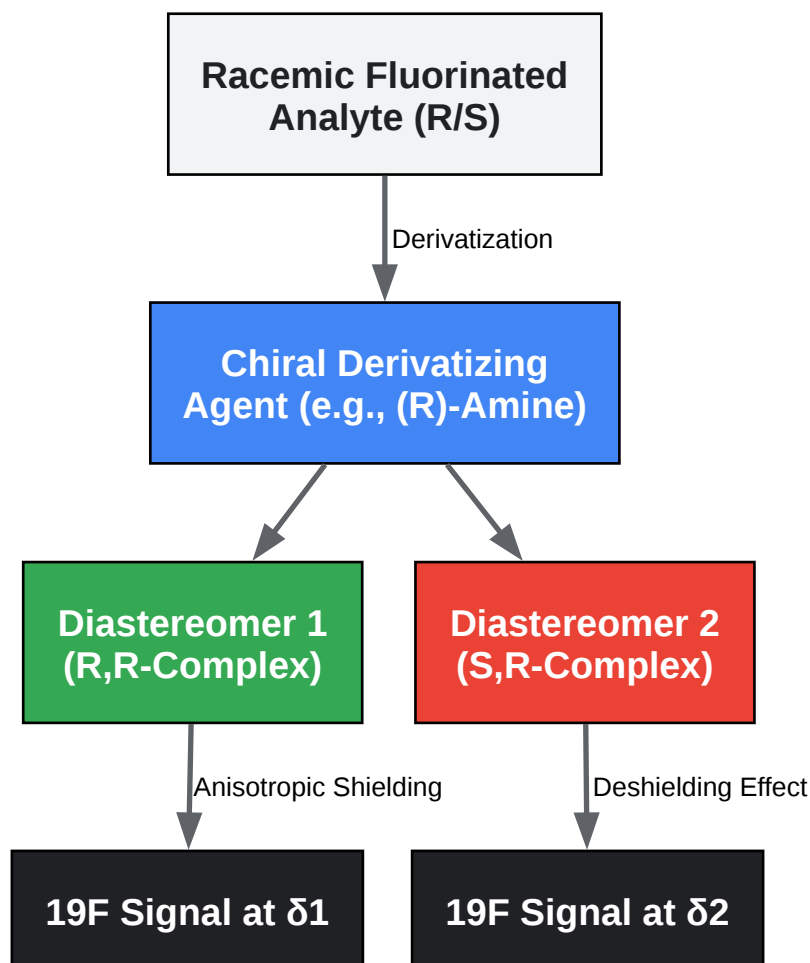 Racemic Fluorinated
Analyte (R/S)
Derivatization
Chiral Derivatizing
Agent (e.g., (R)-Amine)
Diastereomer 1
(R,R-Complex)
Diastereomer 2
(S,R-Complex)
Anisotropic Shielding
Deshielding Effect
19F Signal at δ1
19F Signal at δ2